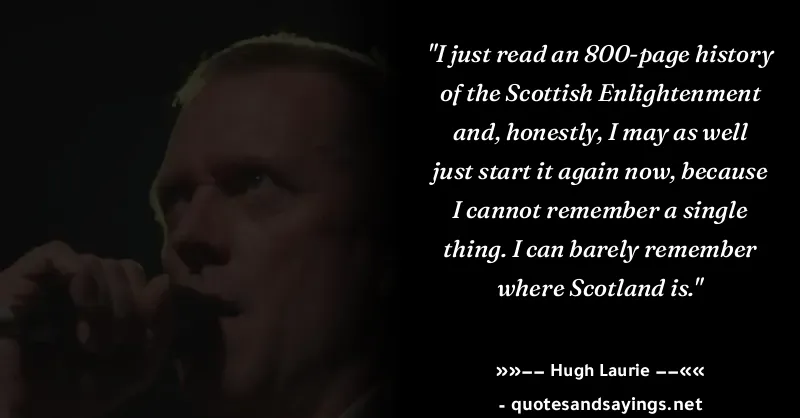 "I just read an 800-page history
of the Scottish Enlightenment
and, honestly, I may as well
just start it again now, because
I cannot remember a single
thing. I can barely remember
where Scotland is."
»»–– Hugh Laurie ––««
- quotesandsayings.net